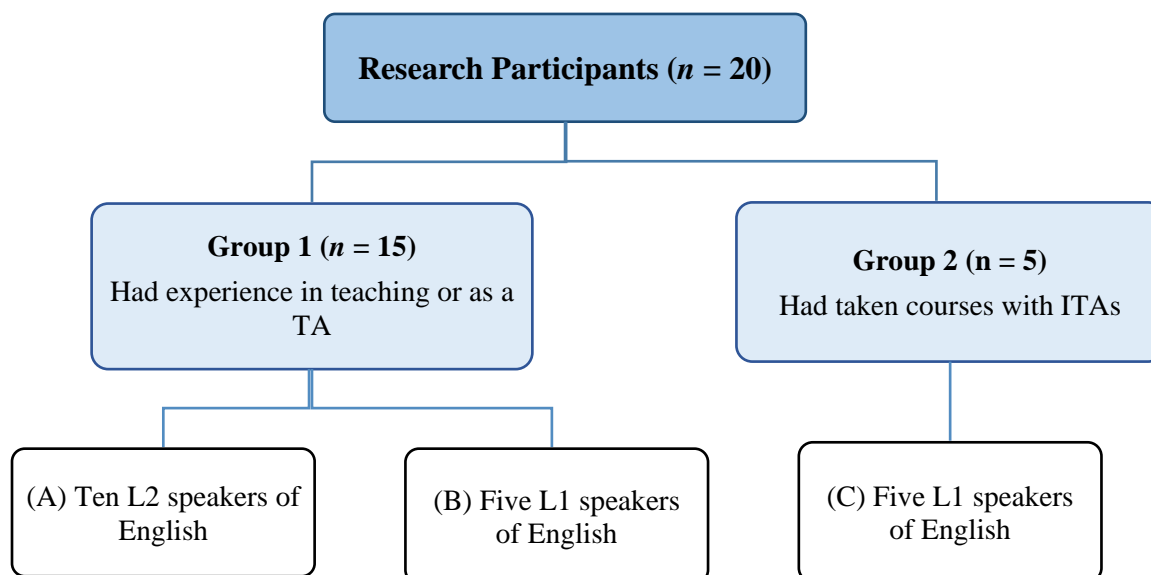 Research Participants (n = 20)
Group 1 (n = 15)
Had experience in teaching or as a
TA
Group 2 (n = 5)
Had taken courses with ITAs
(A) Ten L2 speakers of
English
(B) Five L1 speakers
of English
(C) Five L1 speakers
of English